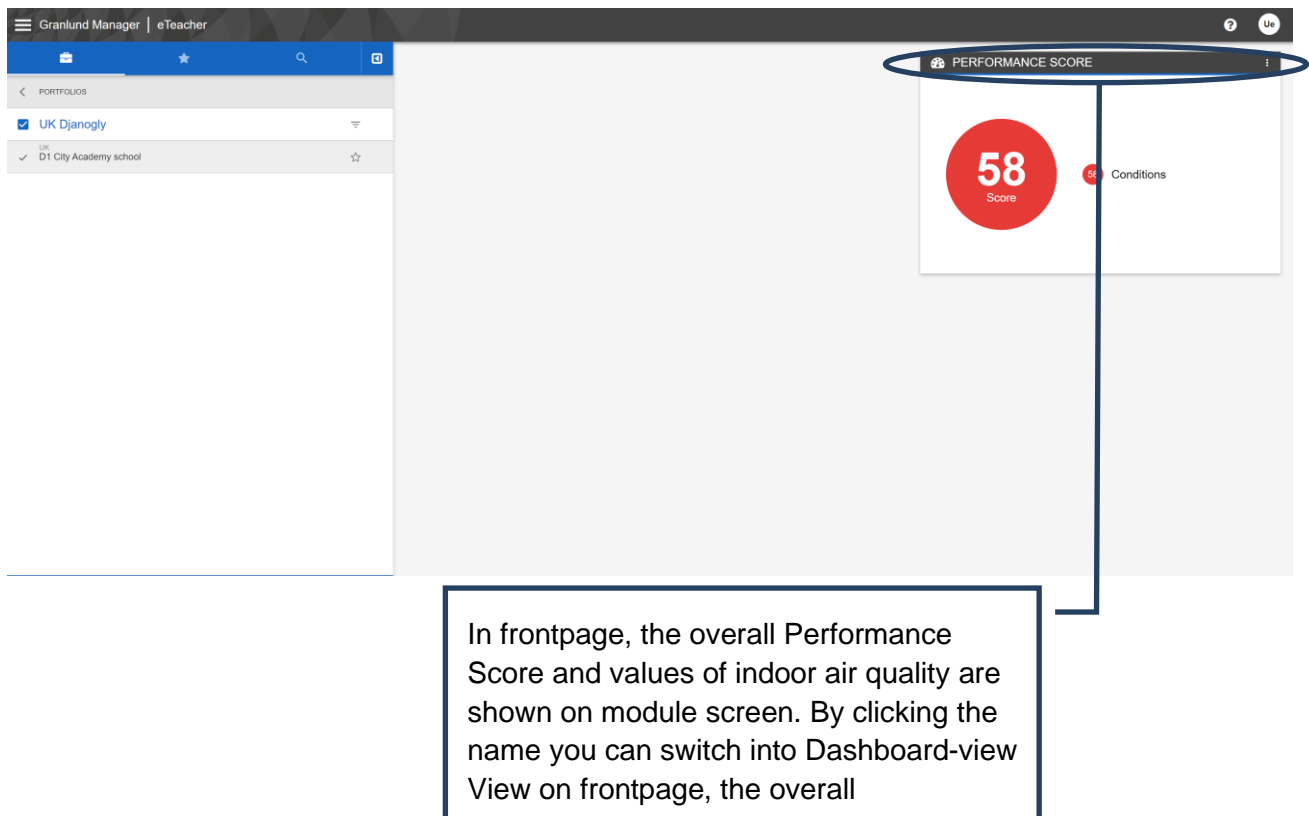 Granlund Manager | eTeacher
? Ue
PERFORMANCE SCORE
PORTFOLIOS
UK Djanogly
UK
D1 City Academy school
58
Score
58 Conditions
In frontpage, the overall Performance
Score and values of indoor air quality are
shown on module screen. By clicking the
name you can switch into Dashboard-view
View on frontpage, the overall